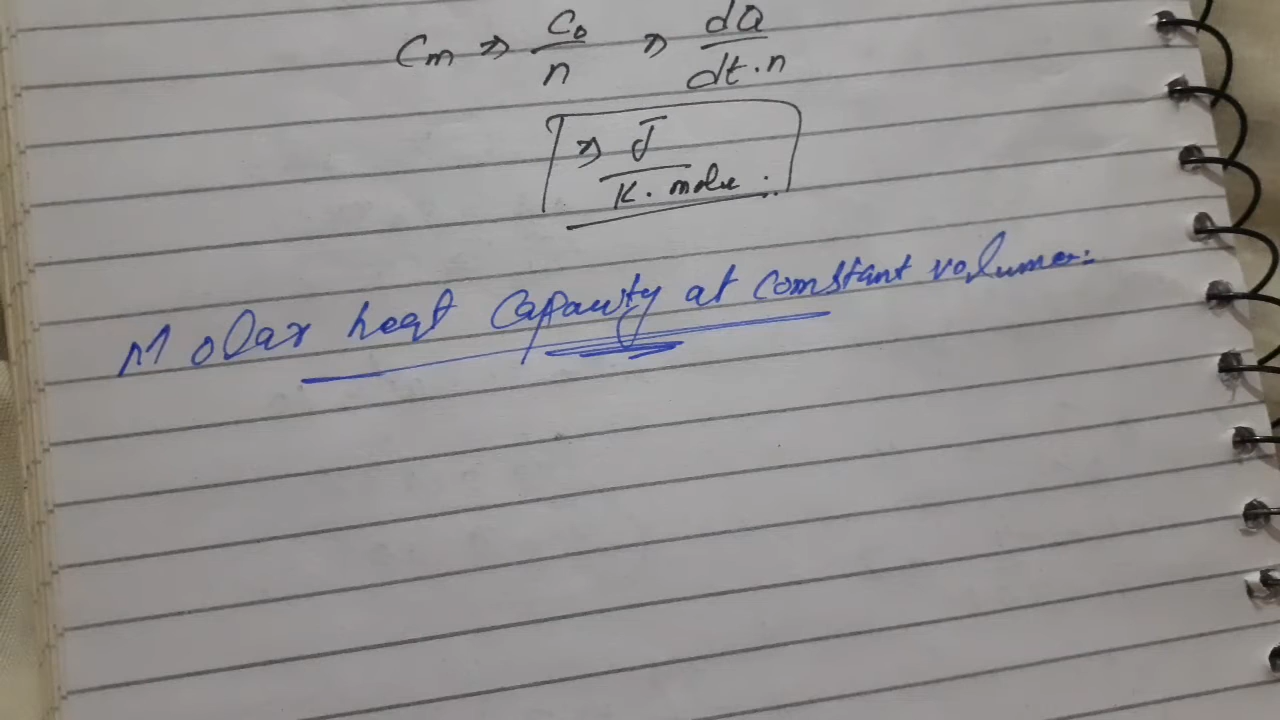 Cm ⇒ C₀/n ⇒ dQ/dt.n
⇒ J/K. mole.
Molar heat Capacity at constant volume: